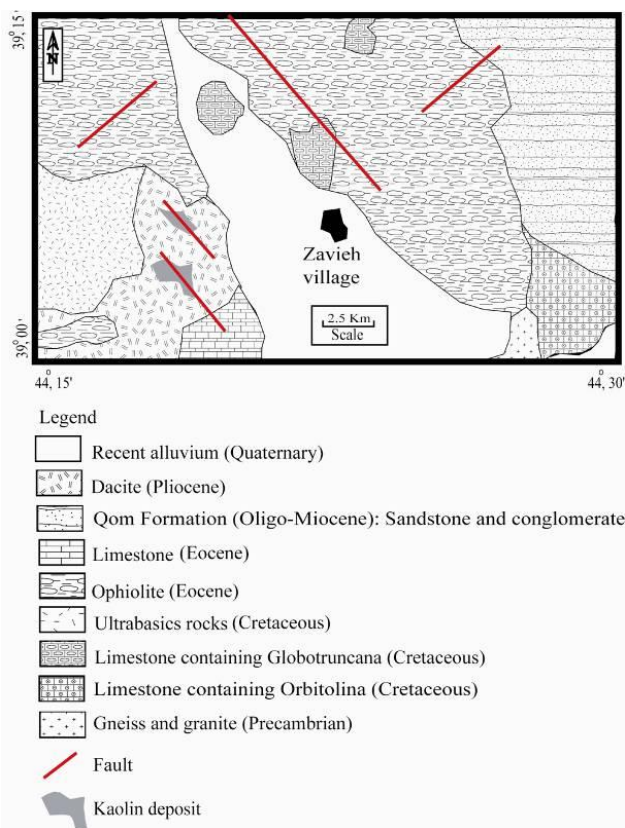 39° 15'
N
Zavieh
village
2.5 Km
Scale
39° 00'
44, 15'
44, 30'
Legend
Recent alluvium (Quaternary)
Dacite (Pliocene)
Qom Formation (Oligo-Miocene): Sandstone and conglomerate
Limestone (Eocene)
Ophiolite (Eocene)
Ultrabasics rocks (Cretaceous)
Limestone containing Globotruncana (Cretaceous)
Limestone containing Orbitolina (Cretaceous)
Gneiss and granite (Precambrian)
Fault
Kaolin deposit